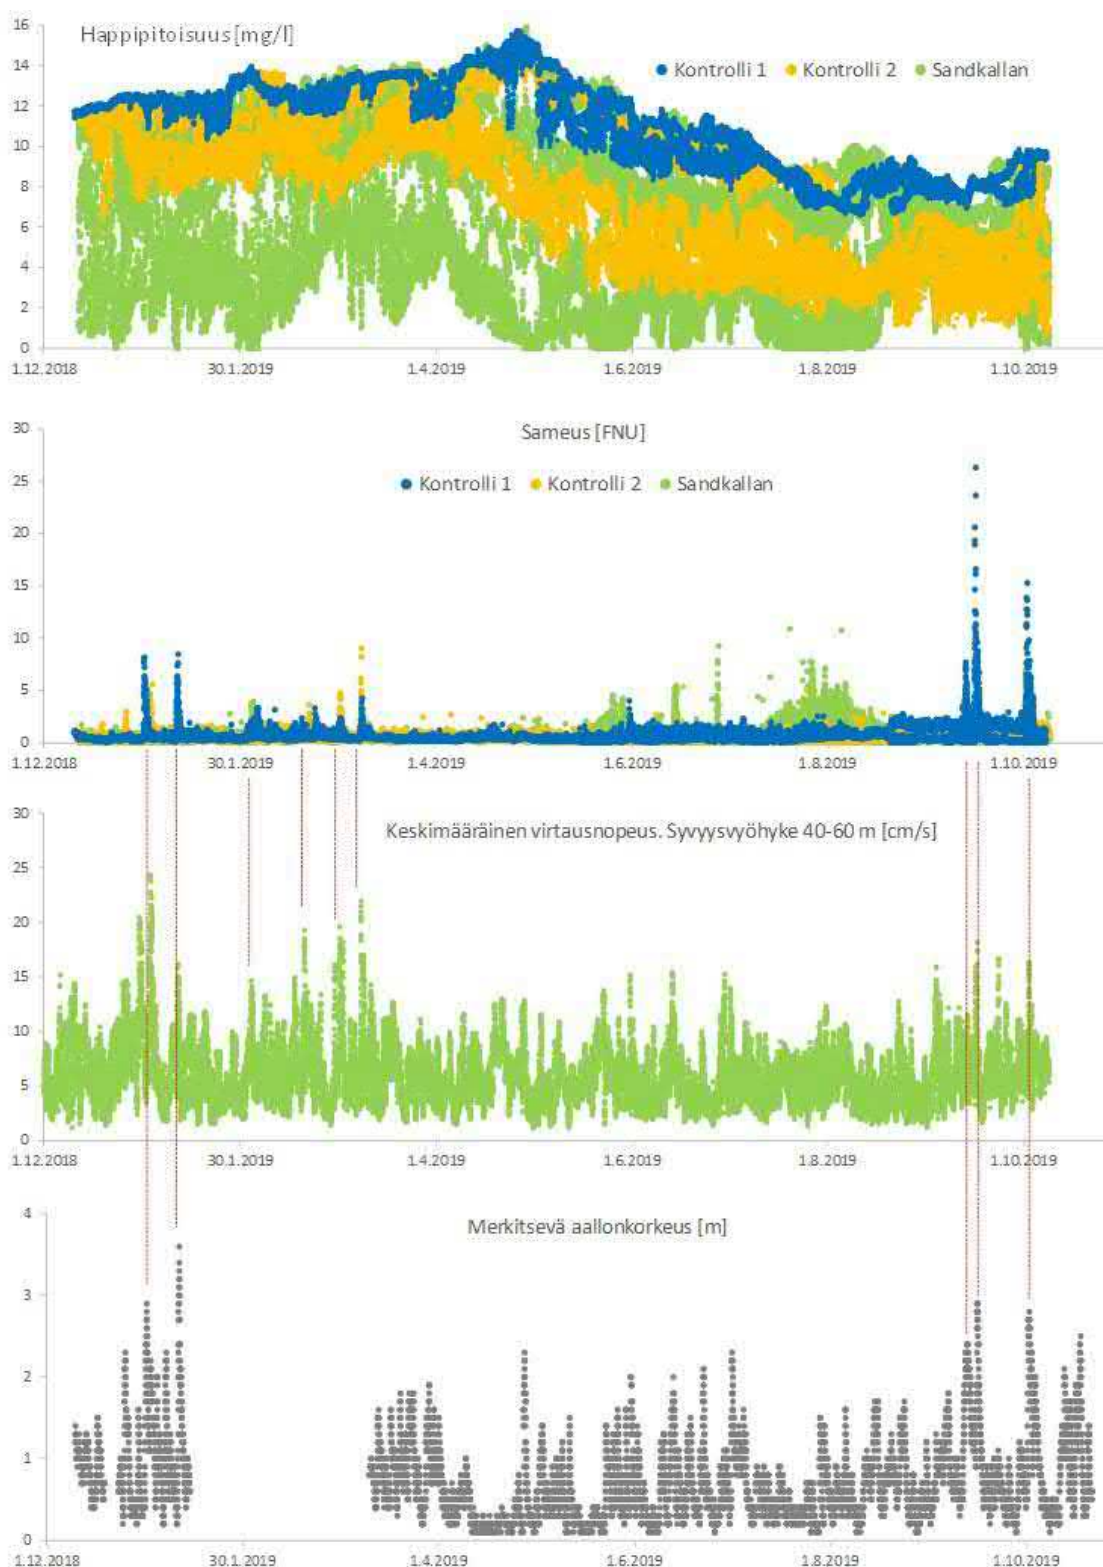 Happipitoisuus [mg/l]
Kontrolli 1 Kontrolli 2 Sandkallan
16
14
12
10
8
6
4
2
0
1.12.2018 30.1.2019 1.4.2019 1.6.2019 1.8.2019 1.10.2019
Sameus [FNU]
Kontrolli 1 Kontrolli 2 Sandkallan
30
25
20
15
10
5
0
1.12.2018 30.1.2019 1.4.2019 1.6.2019 1.8.2019 1.10.2019
Keskimääräinen virtausnopeus. Syvyysvyöhyke 40-60 m [cm/s]
30
25
20
15
10
5
0
1.12.2018 30.1.2019 1.4.2019 1.6.2019 1.8.2019 1.10.2019
Merkitsevä aallonkorkeus [m]
4
3
2
1
0
1.12.2018 30.1.2019 1.4.2019 1.6.2019 1.8.2019 1.10.2019